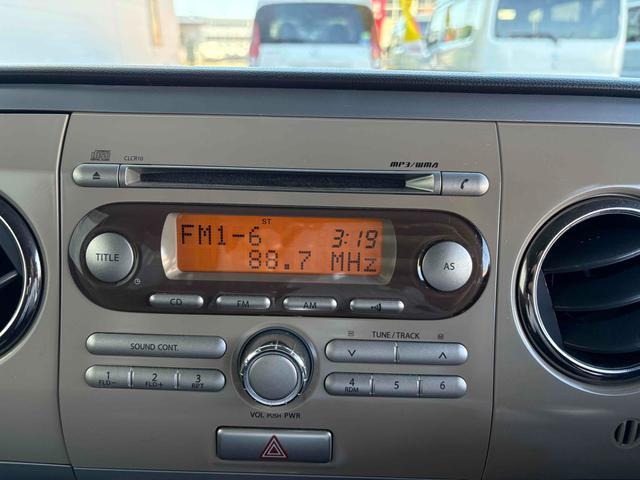 CLCR10
MP3/WMA
ST
FM1-6 3:19
88.7 MHz
TITLE
AS
CD
FM
AM
SOUND CONT.
TUNE / TRACK
1 2 3
FLD- FLD+ RPT
4 5 6
RDM
VOL PUSH PWR